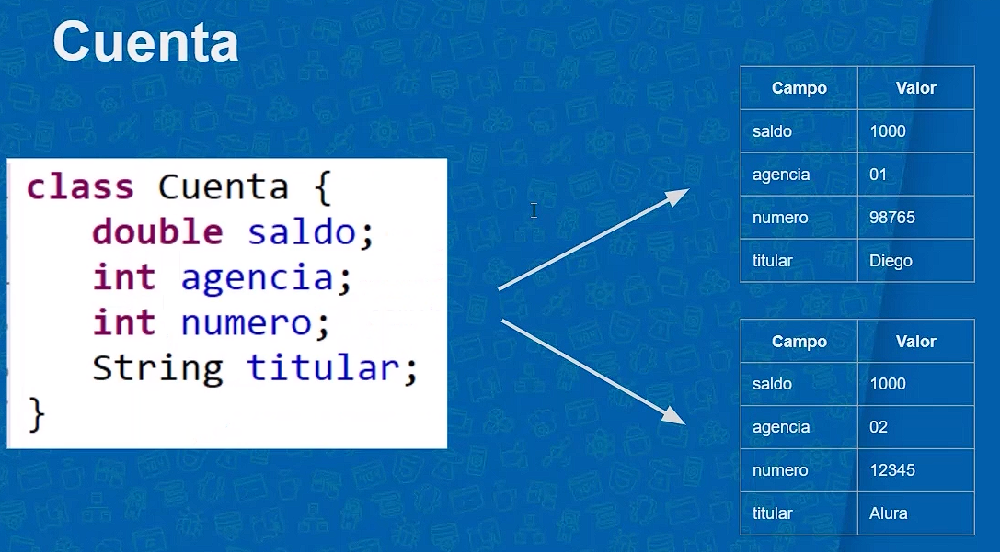 Cuenta
class Cuenta {
double saldo;
int agencia;
int numero;
String titular;
}
Campo Valor
saldo 1000
agencia 01
numero 98765
titular Diego
Campo Valor
saldo 1000
agencia 02
numero 12345
titular Alura